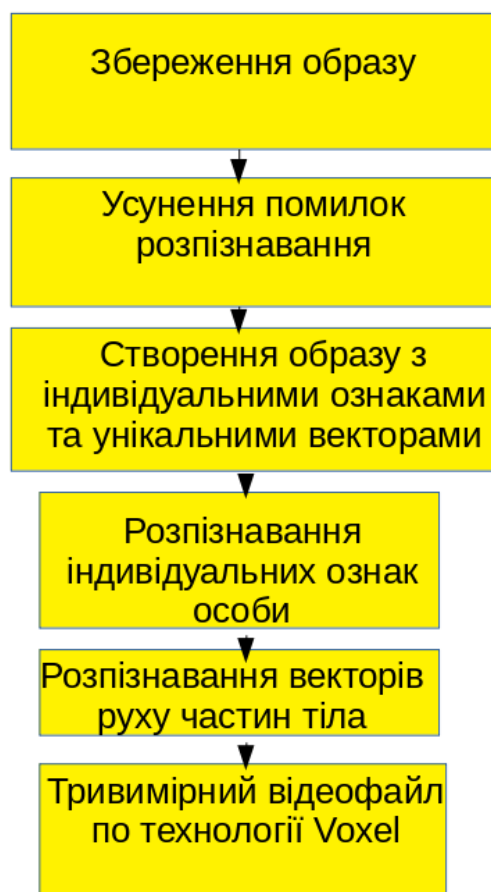 Збереження образу
Усунення помилок
розпізнавання
Створення образу з
індивідуальними ознаками
та унікальними векторами
Розпізнавання
індивідуальних ознак
особи
Розпізнавання векторів
руху частин тіла
Тривимірний відеофайл
по технології Voxel